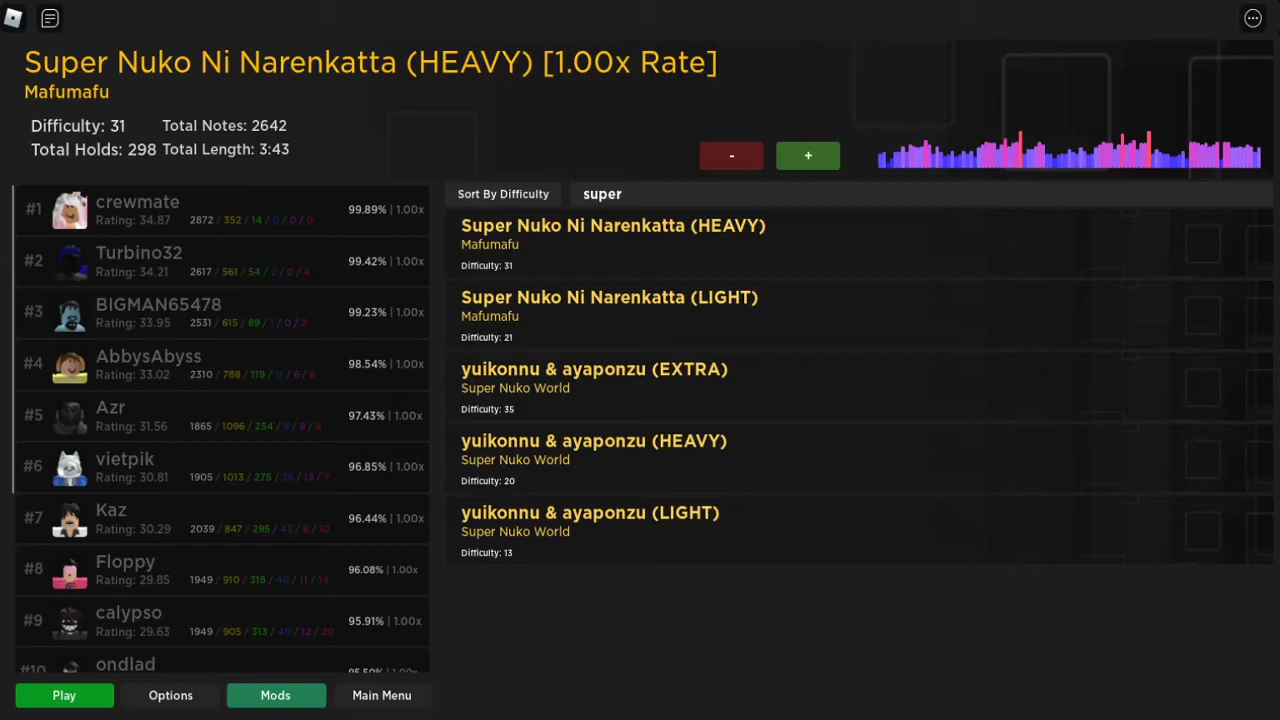 Super Nuko Ni Narenkatta (HEAVY) [1.00x Rate]
Mafumafu
Difficulty: 31 Total Notes: 2642
Total Holds: 298 Total Length: 3:43
- +
Sort By Difficulty super
#1 crewmate
Rating: 34.87 2872 / 352 / 14 / 0 / 0 / 0 99.89% | 1.00x
#2 Turbino32
Rating: 34.21 2617 / 561 / 54 / 2 / 0 / 4 99.42% | 1.00x
#3 BIGMAN65478
Rating: 33.95 2531 / 615 / 89 / 1 / 0 / 2 99.23% | 1.00x
#4 AbbysAbyss
Rating: 33.02 2310 / 788 / 119 / 11 / 6 / 6 98.54% | 1.00x
#5 Azr
Rating: 31.56 1865 / 1096 / 254 / 9 / 8 / 97.43% | 1.00x
#6 vietpik
Rating: 30.81 1905 / 1013 / 275 / 26 / 13 / 7 96.85% | 1.00x
#7 Kaz
Rating: 30.29 2039 / 847 / 295 / 43 / 6 / 10 96.44% | 1.00x
#8 Floppy
Rating: 29.85 1949 / 910 / 318 / 40 / 11 / 14 96.08% | 1.00x
#9 calypso
Rating: 29.63 1949 / 905 / 313 / 40 / 12 / 20 95.91% | 1.00x
#10 ondlad
Super Nuko Ni Narenkatta (HEAVY)
Mafumafu
Difficulty: 31
Super Nuko Ni Narenkatta (LIGHT)
Mafumafu
Difficulty: 21
yuikonnu & ayaponzu (EXTRA)
Super Nuko World
Difficulty: 35
yuikonnu & ayaponzu (HEAVY)
Super Nuko World
Difficulty: 20
yuikonnu & ayaponzu (LIGHT)
Super Nuko World
Difficulty: 13
Play Options Mods Main Menu